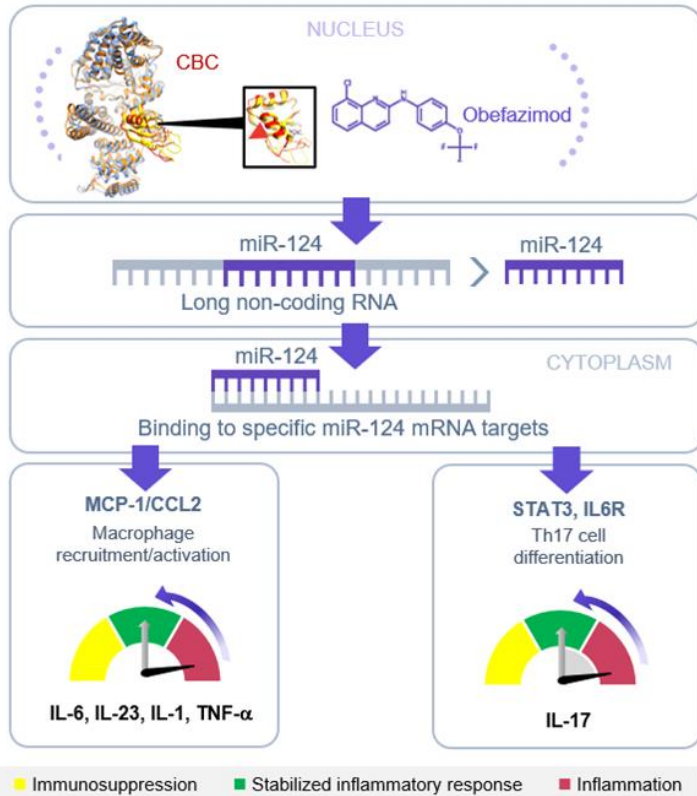 NUCLEUS
CBC
Cl
N
H
N
Obefazimod
O
F
F
F
miR-124
miR-124
Long non-coding RNA
miR-124
CYTOPLASM
Binding to specific miR-124 mRNA targets
MCP-1/CCL2
Macrophage
recruitment/activation
IL-6, IL-23, IL-1, TNF-α
STAT3, IL6R
Th17 cell
differentiation
IL-17
Immunosuppression
Stabilized inflammatory response
Inflammation